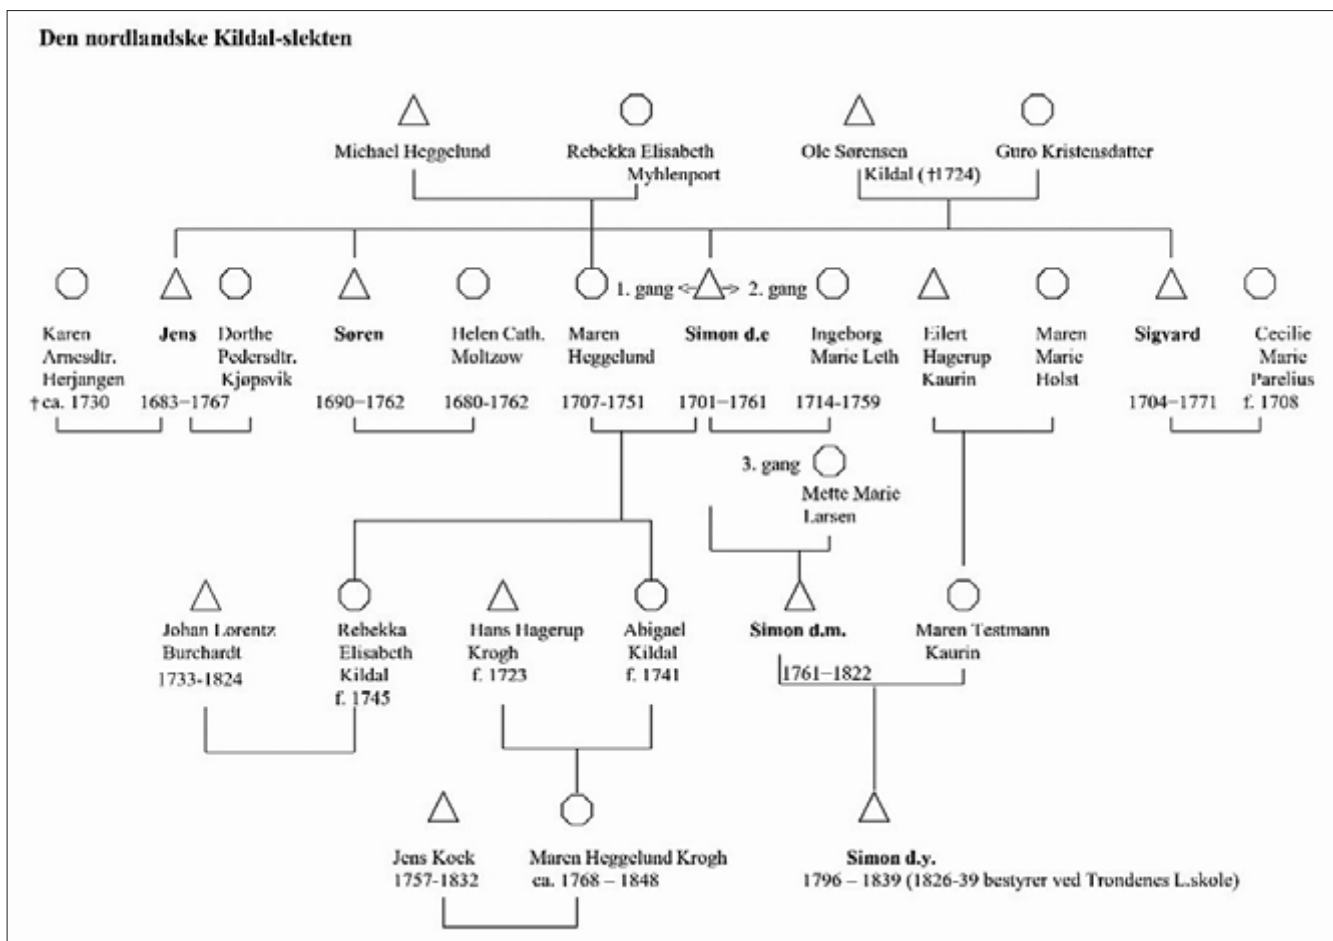 Den nordlandske Kildal-slekten
Michael Heggelund
Rebekka Elisabeth
Myhlenport
Ole Sørensen
Kildal (†1724)
Guro Kristensdatter
Karen
Arnesdtr.
Herjangen
† ca. 1730
Jens
1683–1767
Dorthe
Pedersdtr.
Kjøpsvik
Søren
1690–1762
Helen Cath.
Moltzow
1680-1762
Maren
Heggelund
1707-1751
1. gang <
Simon d.e
1701–1761
> 2. gang
Ingeborg
Marie Leth
1714-1759
Eilert
Hagerup
Kaurin
Maren
Marie
Holst
Sigvard
1704–1771
Cecilie
Marie
Parelius
f. 1708
3. gang
Mette Marie
Larsen
Johan Lorentz
Burchardt
1733-1824
Rebekka
Elisabeth
Kildal
f. 1745
Hans Hagerup
Krogh
f. 1723
Abigael
Kildal
f. 1741
Simon d.m.
1761–1822
Maren Testmann
Kaurin
Jens Kock
1757-1832
Maren Heggelund Krogh
ca. 1768 – 1848
Simon d.y.
1796 – 1839 (1826-39 bestyrer ved Trondenes L.skole)